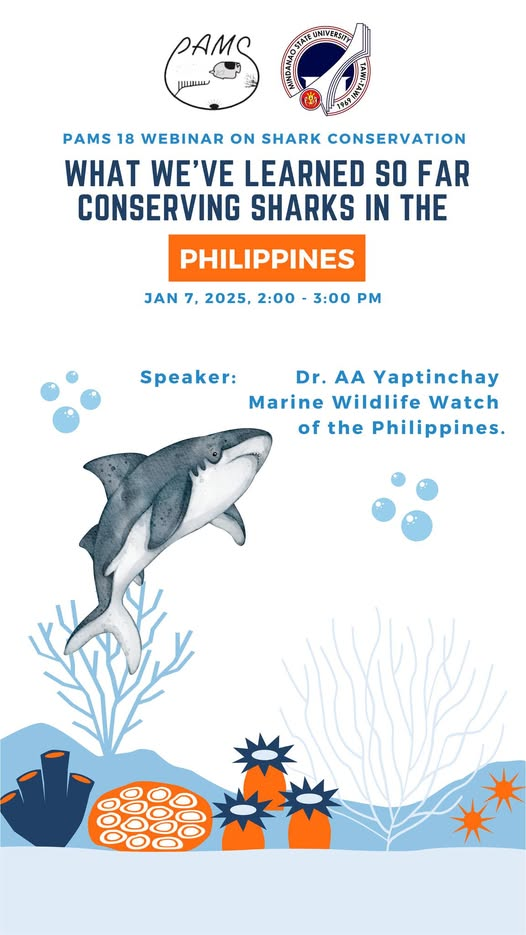 PAMS
MINDANAO STATE UNIVERSITY
TAWI-TAWI 1969
PAMS 18 WEBINAR ON SHARK CONSERVATION
WHAT WE'VE LEARNED SO FAR
CONSERVING SHARKS IN THE
PHILIPPINES
JAN 7, 2025, 2:00 - 3:00 PM
Speaker: Dr. AA Yaptinchay
Marine Wildlife Watch
of the Philippines.